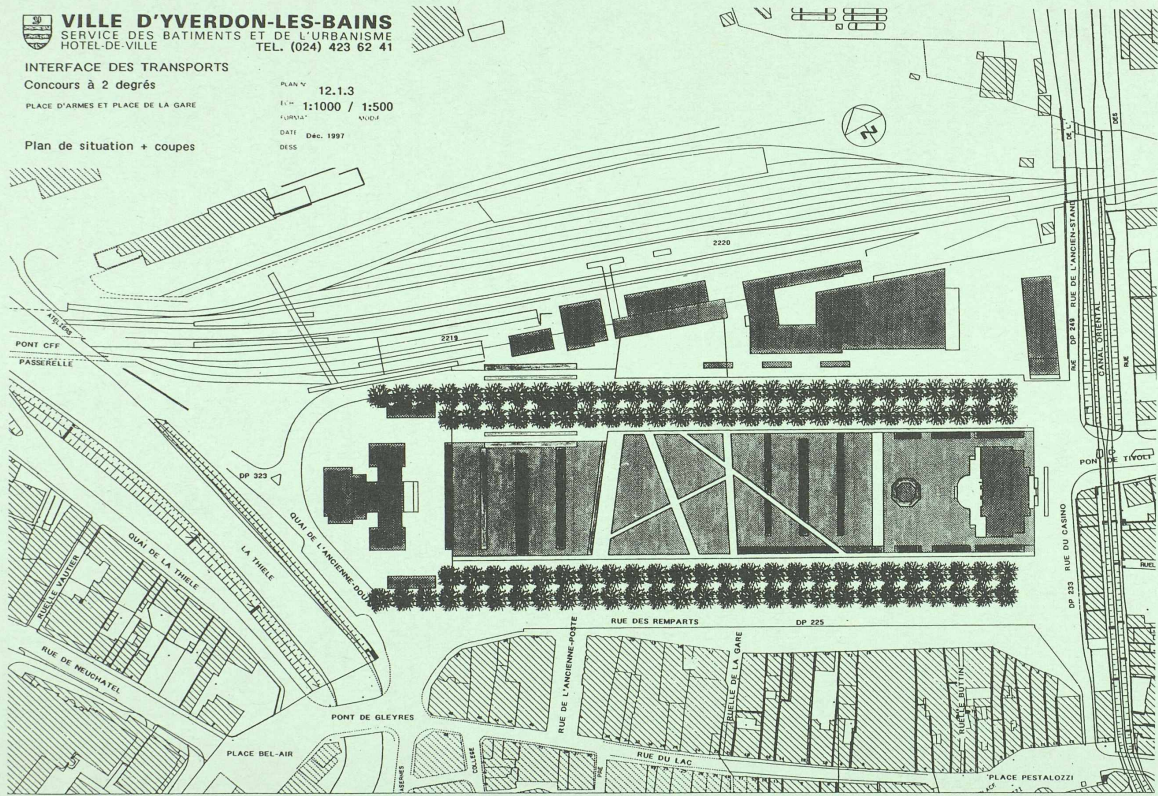 VILLE D'YVERDON-LES-BAINS
SERVICE DES BATIMENTS ET DE L'URBANISME
HOTEL-DE-VILLE TEL. (024) 423 62 41
INTERFACE DES TRANSPORTS
Concours à 2 degrés
PLACE D'ARMES ET PLACE DE LA GARE
Plan de situation + coupes
PLAN N° 12.1.3
1:1000 / 1:500
DATE Déc. 1997
DESS
N
DE L'
DES
2220
2219
ATELIERS
PONT CFF
PASSERELLE
RUE DP 249 RUE DE L'ANCIEN-STAND
CANAL ORIENTAL
RUE
DP 323
QUAI DE L'ANCIENNE-DOUANE
LA THIELE
QUAI DE LA THIELE
RUELLE VAUTIER
RUE DE NEUCHATEL
PONT DE TIVOLI
DP 233 RUE DU CASINO
RUE DES REMPARTS DP 225
RUE DE L'ANCIENNE-POSTE
RUELLE DE LA GARE
RUELLE BUTTIN
PONT DE GLEYRES
PLACE BEL-AIR
COLLEGE
RUE DU LAC
PLACE PESTALOZZI